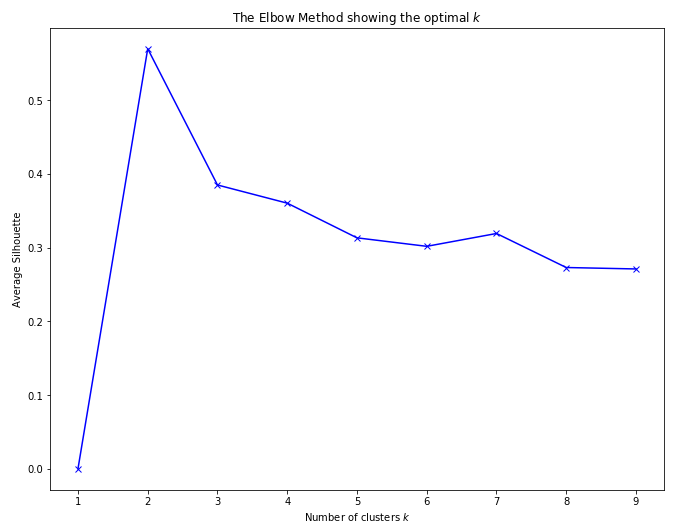 The Elbow Method showing the optimal k
Average Silhouette
0.5
0.4
0.3
0.2
0.1
0.0
1 2 3 4 5 6 7 8 9
Number of clusters k